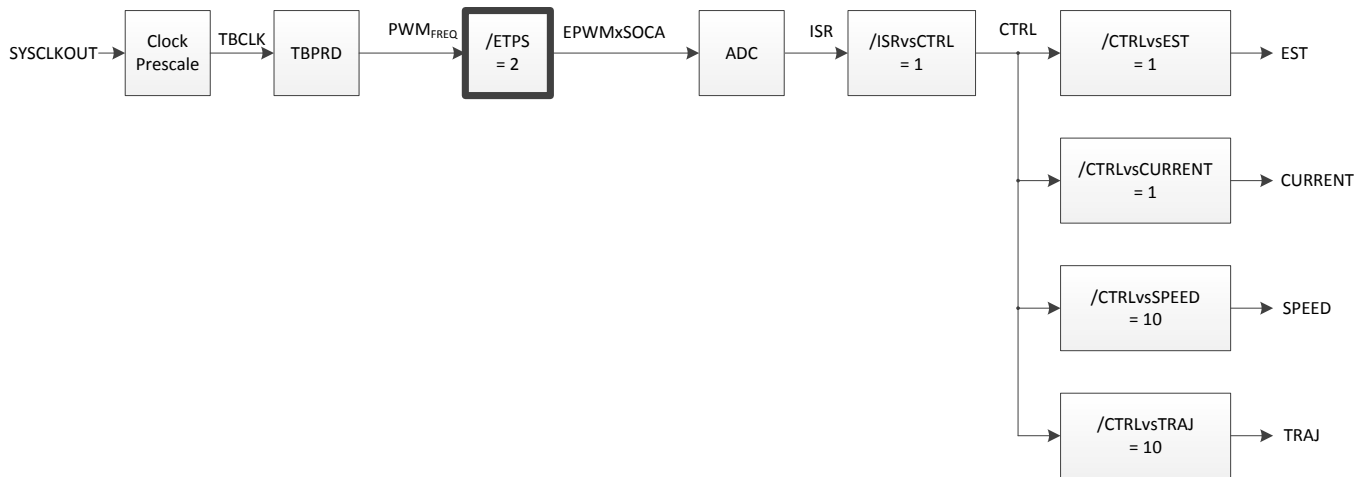 SYSCLKOUT
Clock
Prescale
TBCLK
TBPRD
PWMFREQ
/ETPS
= 2
EPWMxSOCA
ADC
ISR
/ISRvsCTRL
= 1
CTRL
/CTRLvsEST
= 1
EST
/CTRLvsCURRENT
= 1
CURRENT
/CTRLvsSPEED
= 10
SPEED
/CTRLvsTRAJ
= 10
TRAJ